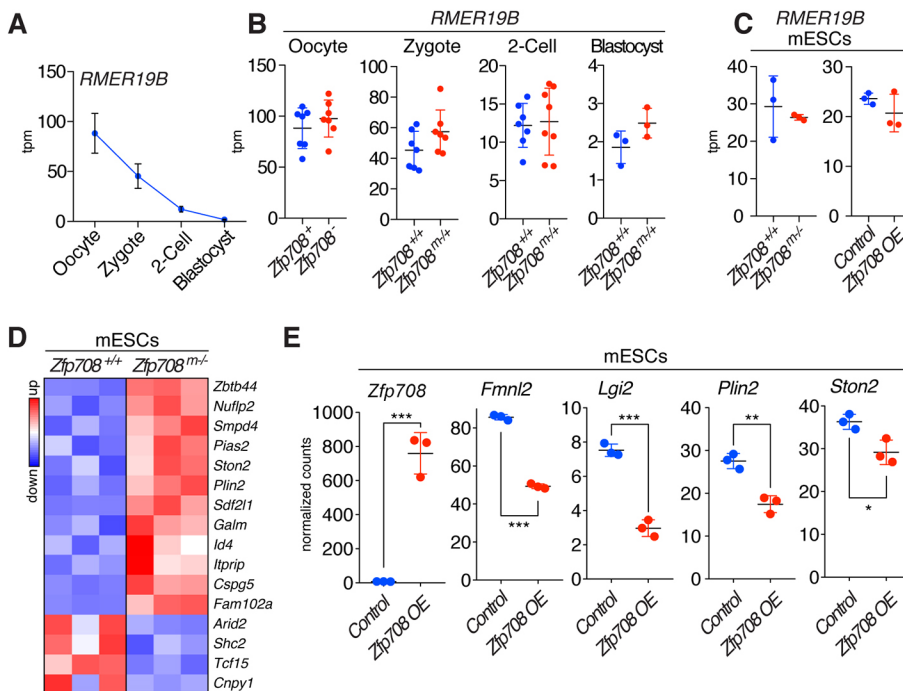 A
RMER19B
tpm
150
100
50
0
Oocyte
Zygote
2-Cell
Blastocyst
B
RMER19B
Oocyte
Zygote
2-Cell
Blastocyst
tpm
150
100
50
0
Zfp708+
Zfp708-
100
80
60
40
20
0
Zfp708+/+
Zfp708m-/+
20
15
10
5
0
Zfp708+/+
Zfp708m-/+
4
3
2
1
0
Zfp708+/+
Zfp708m-/+
C
RMER19B
mESCs
tpm
40
30
20
10
0
Zfp708+/+
Zfp708m-/-
30
20
10
0
Control
Zfp708 OE
D
mESCs
Zfp708+/+
Zfp708m-/-
up
down
Zbtb44
Nuflp2
Smpd4
Pias2
Ston2
Plin2
Sdf2l1
Galm
Id4
Itprip
Cspg5
Fam102a
Arid2
Shc2
Tcf15
Cnpy1
E
mESCs
normalized counts
Zfp708
1000
800
600
400
200
0
***
Control
Zfp708 OE
Fmnl2
80
60
40
20
0
***
Control
Zfp708 OE
Lgi2
8
6
4
2
0
***
Control
Zfp708 OE
Plin2
40
30
20
10
0
**
Control
Zfp708 OE
Ston2
40
30
20
10
0
*
Control
Zfp708 OE